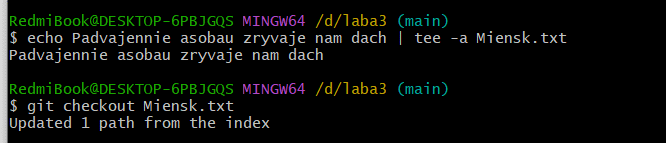 RedmiBook@DESKTOP-6PBJGQS MINGW64 /d/laba3 (main)
$ echo Padvajennie asobau zryvaje nam dach | tee -a Miensk.txt
Padvajennie asobau zryvaje nam dach
RedmiBook@DESKTOP-6PBJGQS MINGW64 /d/laba3 (main)
$ git checkout Miensk.txt
Updated 1 path from the index